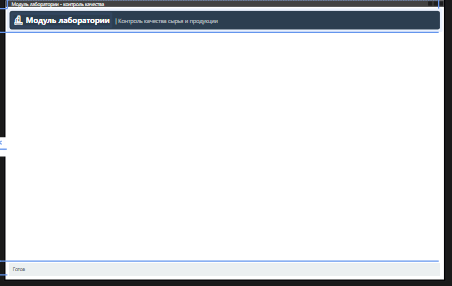 Модуль лаборатории - контроль качества
Модуль лаборатории | Контроль качества сырья и продукции
Готов